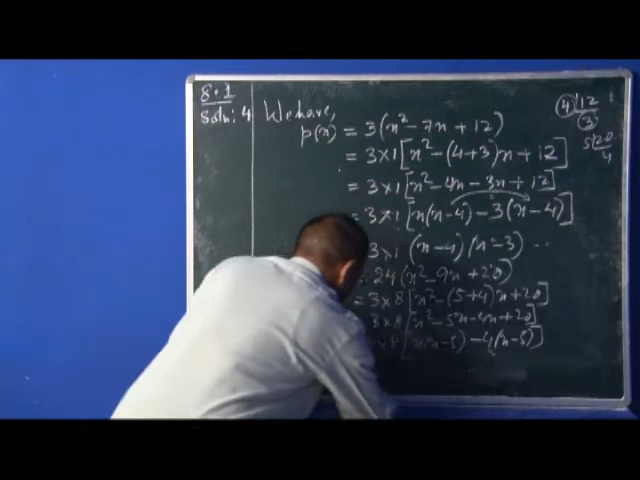 8.1
Soln: 4
We have,
p(x) = 3(x² - 7x + 12)
= 3×1[x² - (4+3)x + 12]
= 3×1[x² - 4x - 3x + 12]
= 3×1[x(x-4) - 3(x-4)]
3×1 (x-4)(x-3) ..
= 24(x² - 9x + 20)
= 3×8[x² - (5+4)x + 20]
3×8[x² - 5x - 4x + 20]
×8[x(x-5) - 4(x-5)]
4 12
3
5 20
4